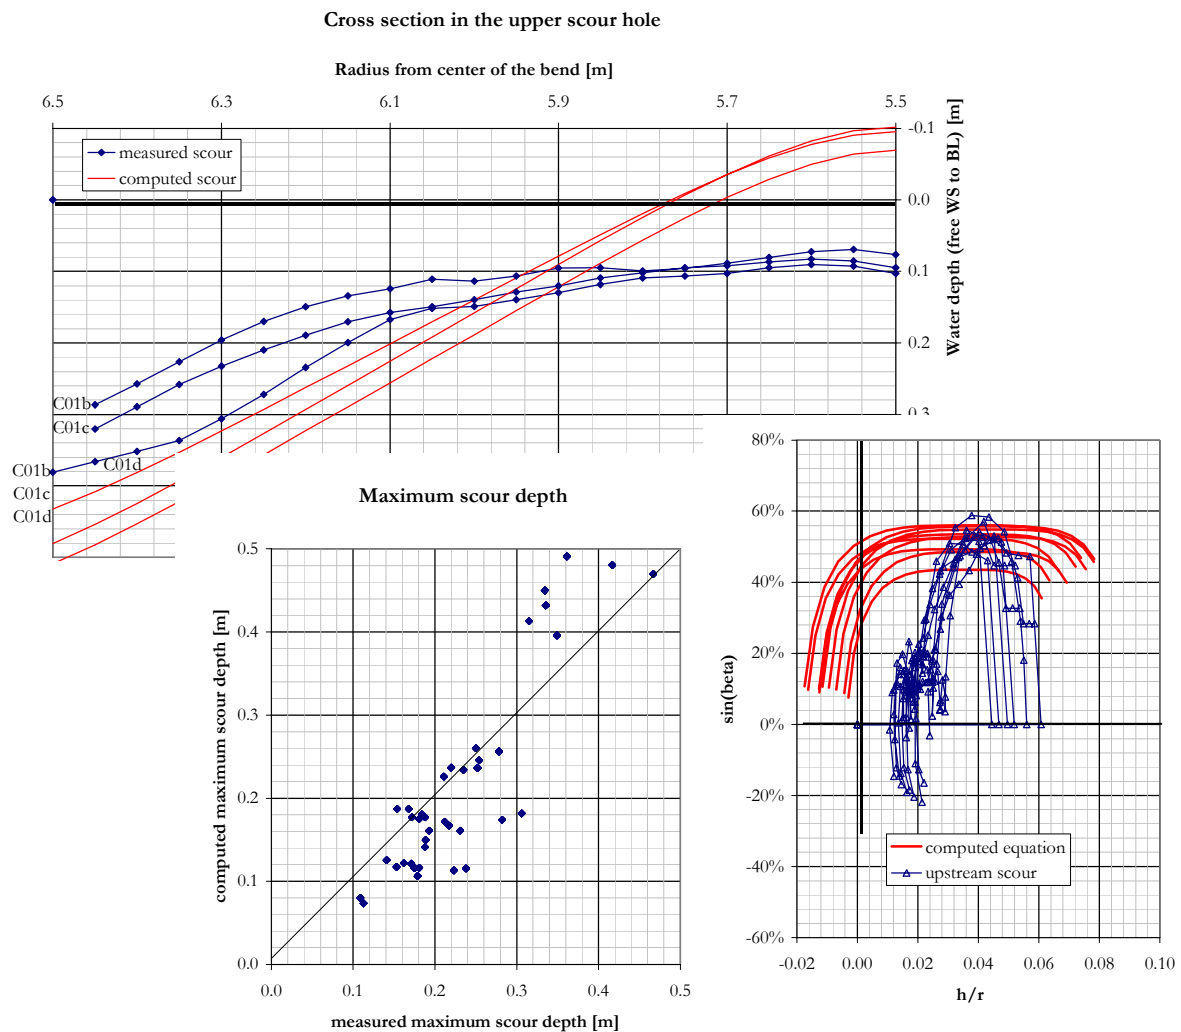 Cross section in the upper scour hole
Radius from center of the bend [m]
6.5 6.3 6.1 5.9 5.7 5.5
measured scour
computed scour
-0.1
0.0
0.1
0.2
0.3
Water depth (free WS to BL) [m]
C01b
C01c
C01b
C01d
C01c
C01d
Maximum scour depth
0.5
0.4
0.3
0.2
0.1
0.0
computed maximum scour depth [m]
0.0 0.1 0.2 0.3 0.4 0.5
measured maximum scour depth [m]
80%
60%
40%
20%
0%
-20%
-40%
-60%
sin(beta)
computed equation
upstream scour
-0.02 0.00 0.02 0.04 0.06 0.08 0.10
h/r